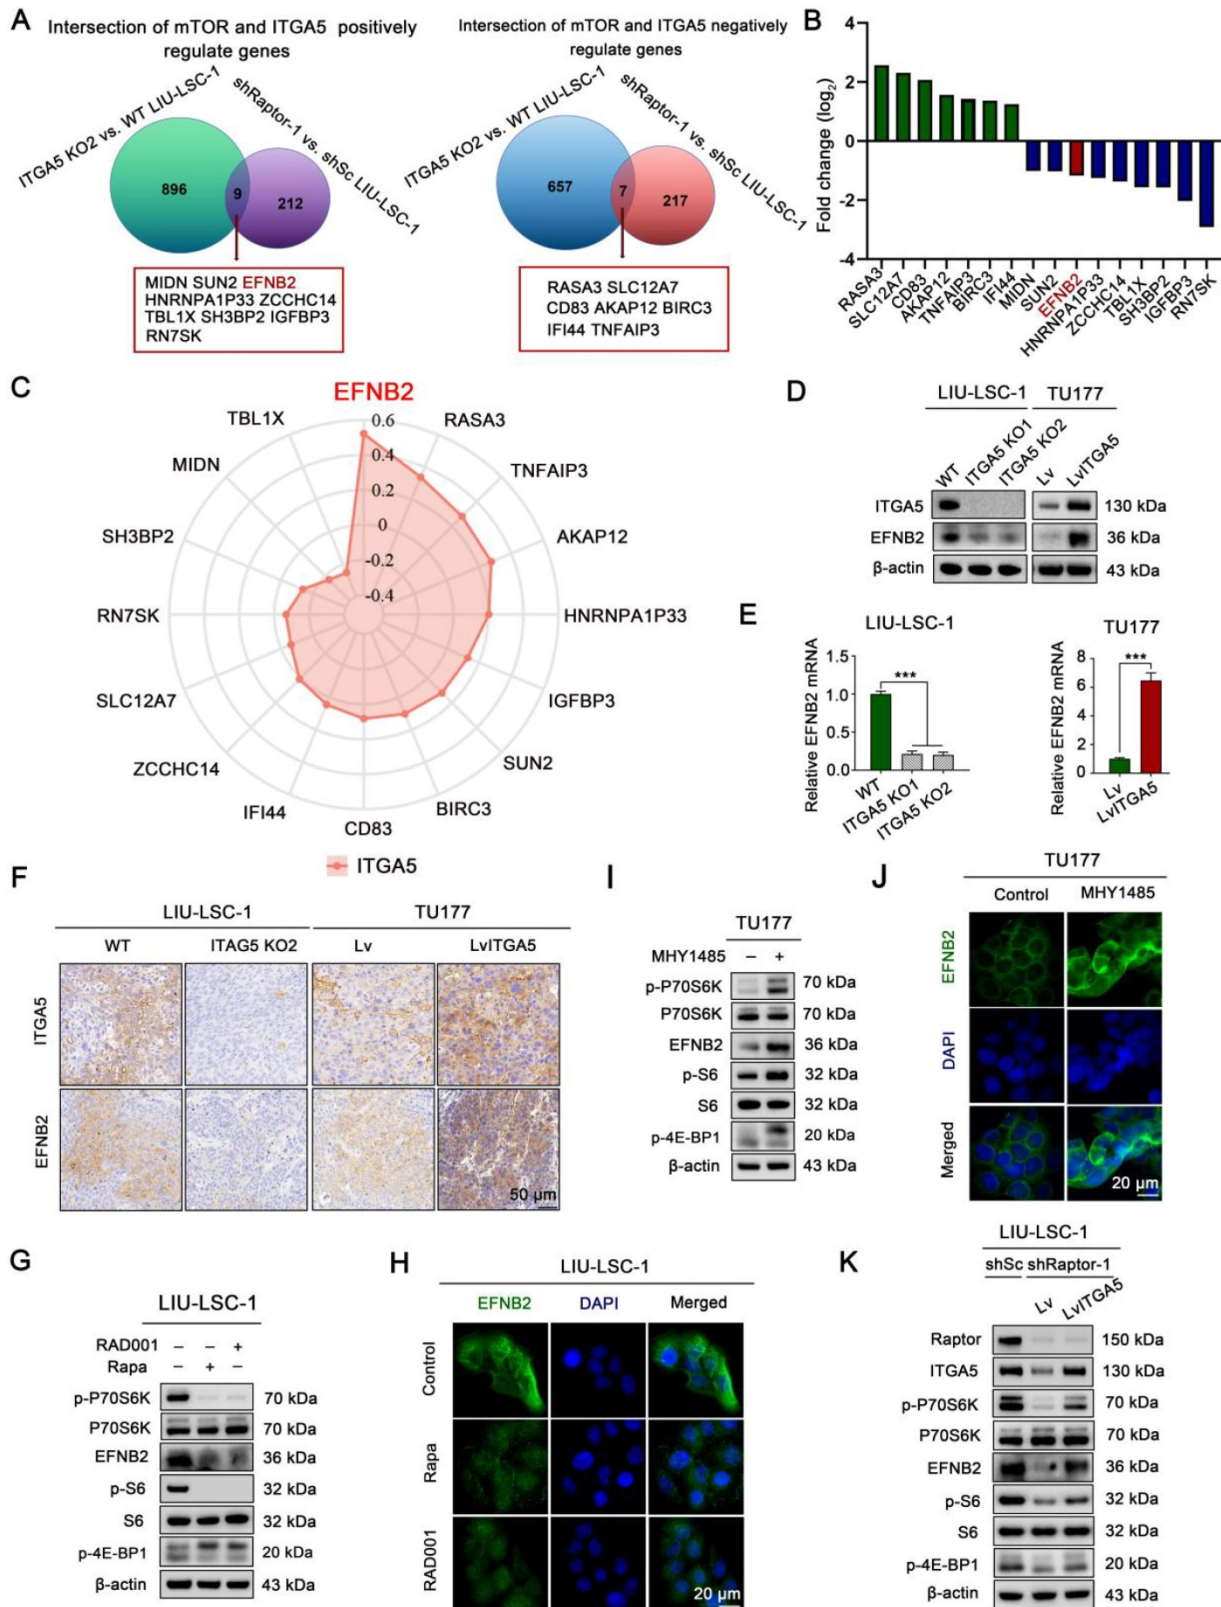 A
Intersection of mTOR and ITGA5 positively
regulate genes
ITGA5 KO2 vs. WT LIU-LSC-1
shRaptor-1 vs. shSc LIU-LSC-1
896
9
212
MIDN SUN2 EFNB2
HNRNPA1P33 ZCCHC14
TBL1X SH3BP2 IGFBP3
RN7SK
Intersection of mTOR and ITGA5 negatively
regulate genes
ITGA5 KO2 vs. WT LIU-LSC-1
shRaptor-1 vs. shSc LIU-LSC-1
657
7
217
RASA3 SLC12A7
CD83 AKAP12 BIRC3
IFI44 TNFAIP3
B
Fold change (log2)
4
2
0
-2
-4
RASA3
SLC12A7
CD83
AKAP12
TNFAIP3
BIRC3
IFI44
MIDN
SUN2
EFNB2
HNRNPA1P33
ZCCHC14
TBL1X
SH3BP2
IGFBP3
RN7SK
C
EFNB2
RASA3
TNFAIP3
AKAP12
HNRNPA1P33
IGFBP3
SUN2
BIRC3
CD83
IFI44
ZCCHC14
SLC12A7
RN7SK
SH3BP2
MIDN
TBL1X
0.6
0.4
0.2
0
-0.2
-0.4
ITGA5
D
LIU-LSC-1 TU177
WT ITGA5 KO1 ITGA5 KO2 Lv LvITGA5
ITGA5 130 kDa
EFNB2 36 kDa
β-actin 43 kDa
E
LIU-LSC-1
Relative EFNB2 mRNA
1.0
0.5
0.0
***
WT
ITGA5 KO1
ITGA5 KO2
TU177
Relative EFNB2 mRNA
8
6
4
2
0
***
Lv
LvITGA5
F
LIU-LSC-1 TU177
WT ITAG5 KO2 Lv LvITGA5
ITGA5
EFNB2
50 μm
I
TU177
MHY1485 – +
p-P70S6K 70 kDa
P70S6K 70 kDa
EFNB2 36 kDa
p-S6 32 kDa
S6 32 kDa
p-4E-BP1 20 kDa
β-actin 43 kDa
J
TU177
Control MHY1485
EFNB2
DAPI
Merged
20 μm
G
LIU-LSC-1
RAD001 – – +
Rapa – + –
p-P70S6K 70 kDa
P70S6K 70 kDa
EFNB2 36 kDa
p-S6 32 kDa
S6 32 kDa
p-4E-BP1 20 kDa
β-actin 43 kDa
H
LIU-LSC-1
EFNB2 DAPI Merged
Control
Rapa
RAD001
20 μm
K
LIU-LSC-1
shSc shRaptor-1
Lv LvITGA5
Raptor 150 kDa
ITGA5 130 kDa
p-P70S6K 70 kDa
P70S6K 70 kDa
EFNB2 36 kDa
p-S6 32 kDa
S6 32 kDa
p-4E-BP1 20 kDa
β-actin 43 kDa